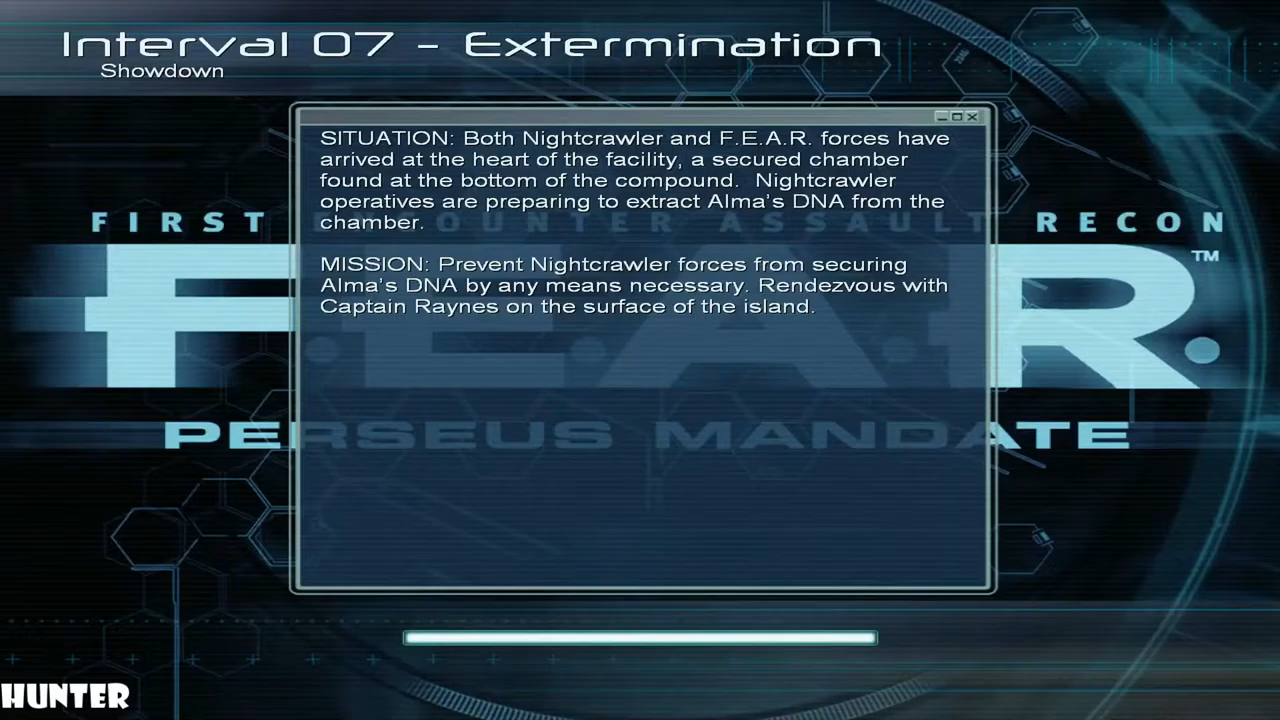 Interval 07 - Extermination
Showdown
SITUATION: Both Nightcrawler and F.E.A.R. forces have
arrived at the heart of the facility, a secured chamber
found at the bottom of the compound.  Nightcrawler
operatives are preparing to extract Alma's DNA from the
chamber.
MISSION: Prevent Nightcrawler forces from securing
Alma's DNA by any means necessary. Rendezvous with
Captain Raynes on the surface of the island.
FIRST ENCOUNTER ASSAULT RECON
F.E.A.R.™
PERSEUS MANDATE
HUNTER